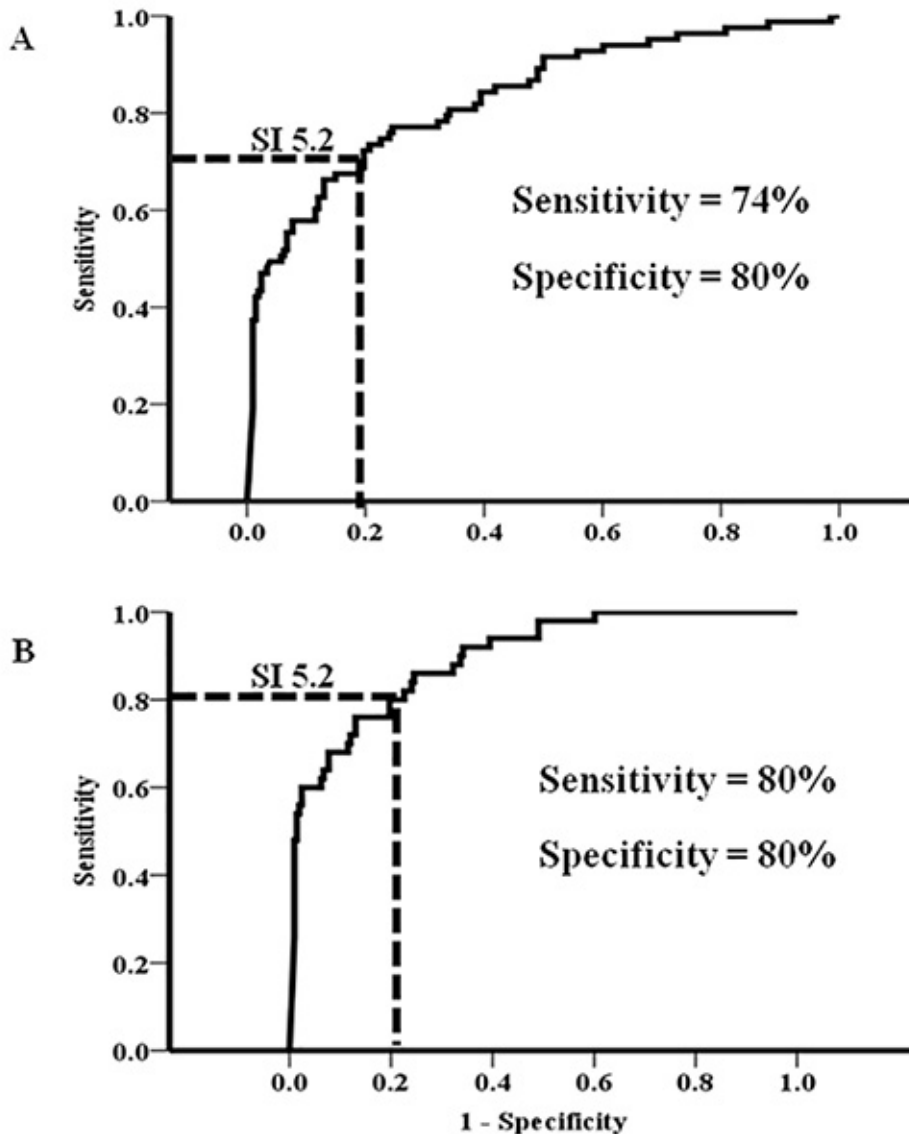 A
1.0
0.8
0.6
0.4
0.2
0.0
Sensitivity
SI 5.2
Sensitivity = 74%
Specificity = 80%
0.0 0.2 0.4 0.6 0.8 1.0
B
1.0
0.8
0.6
0.4
0.2
0.0
Sensitivity
SI 5.2
Sensitivity = 80%
Specificity = 80%
0.0 0.2 0.4 0.6 0.8 1.0
1 - Specificity